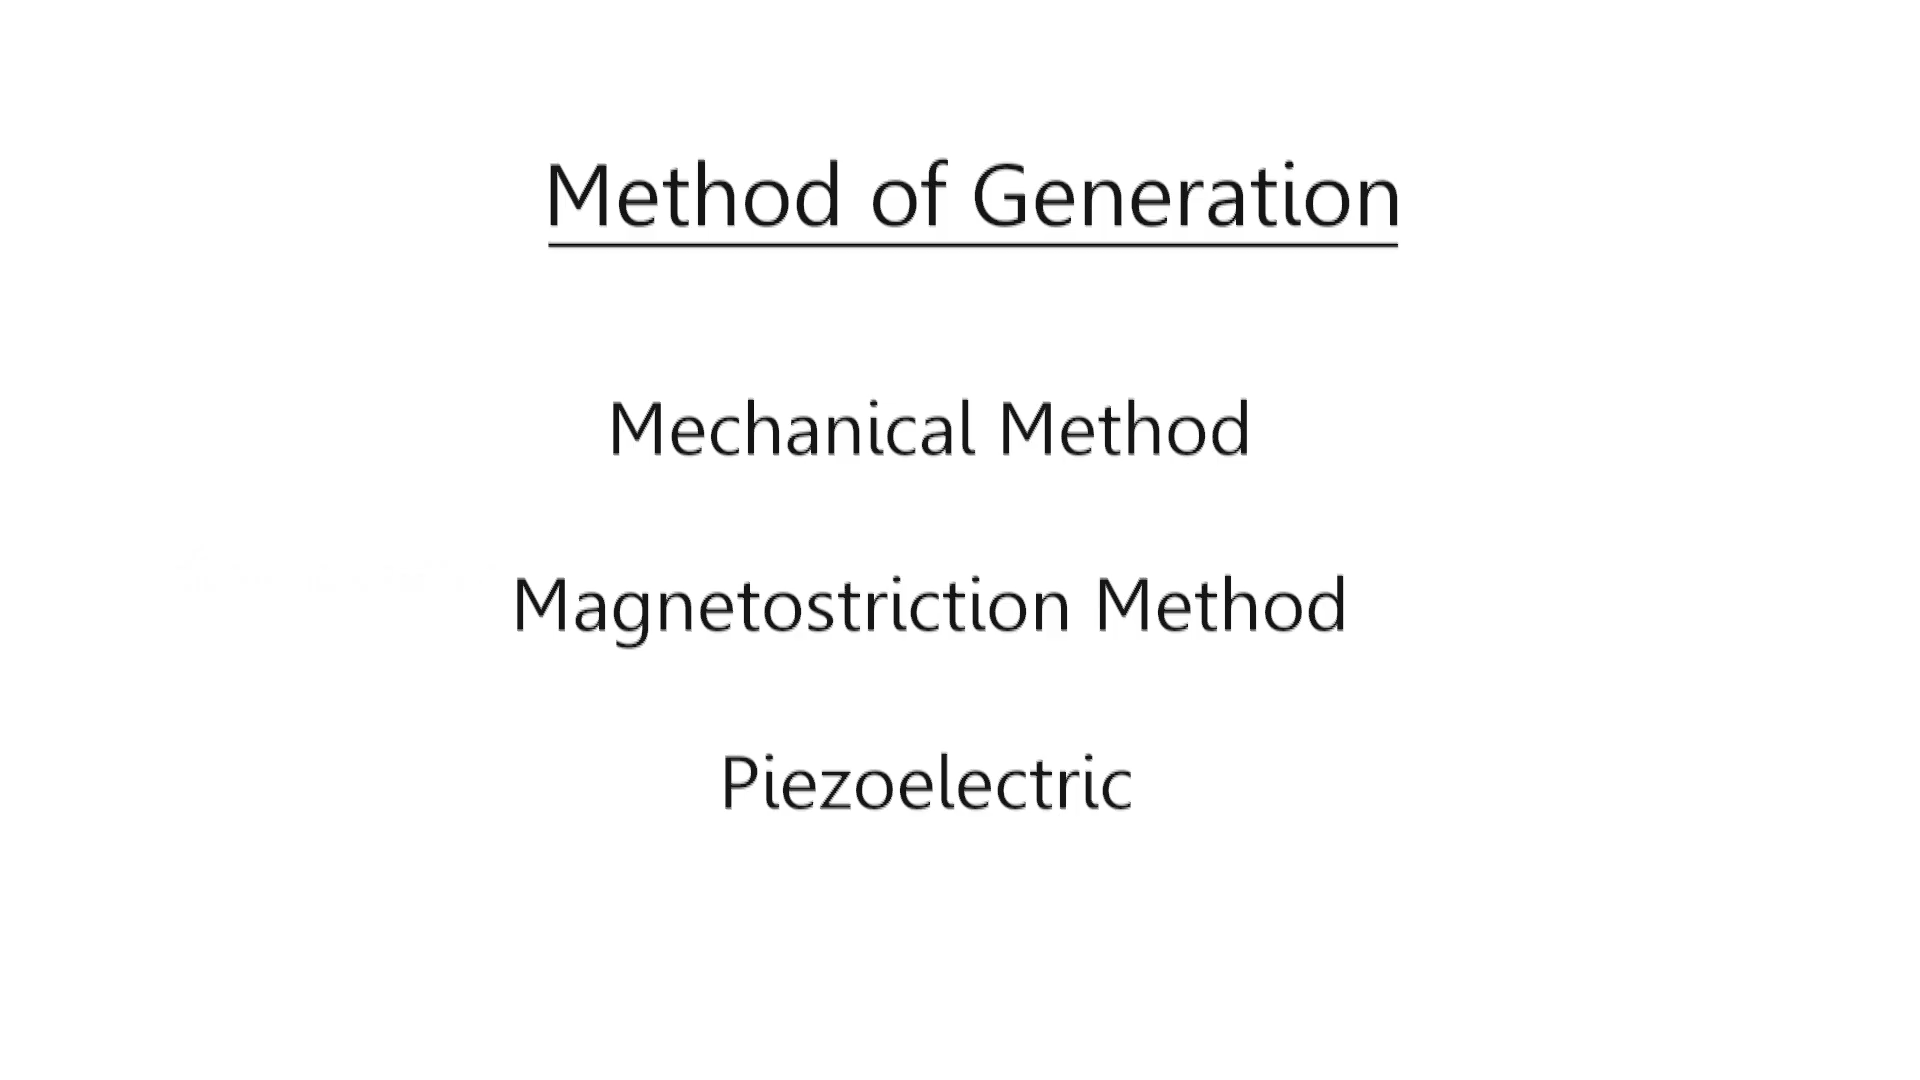 Method of Generation
Mechanical Method
Magnetostriction Method
Piezoelectric